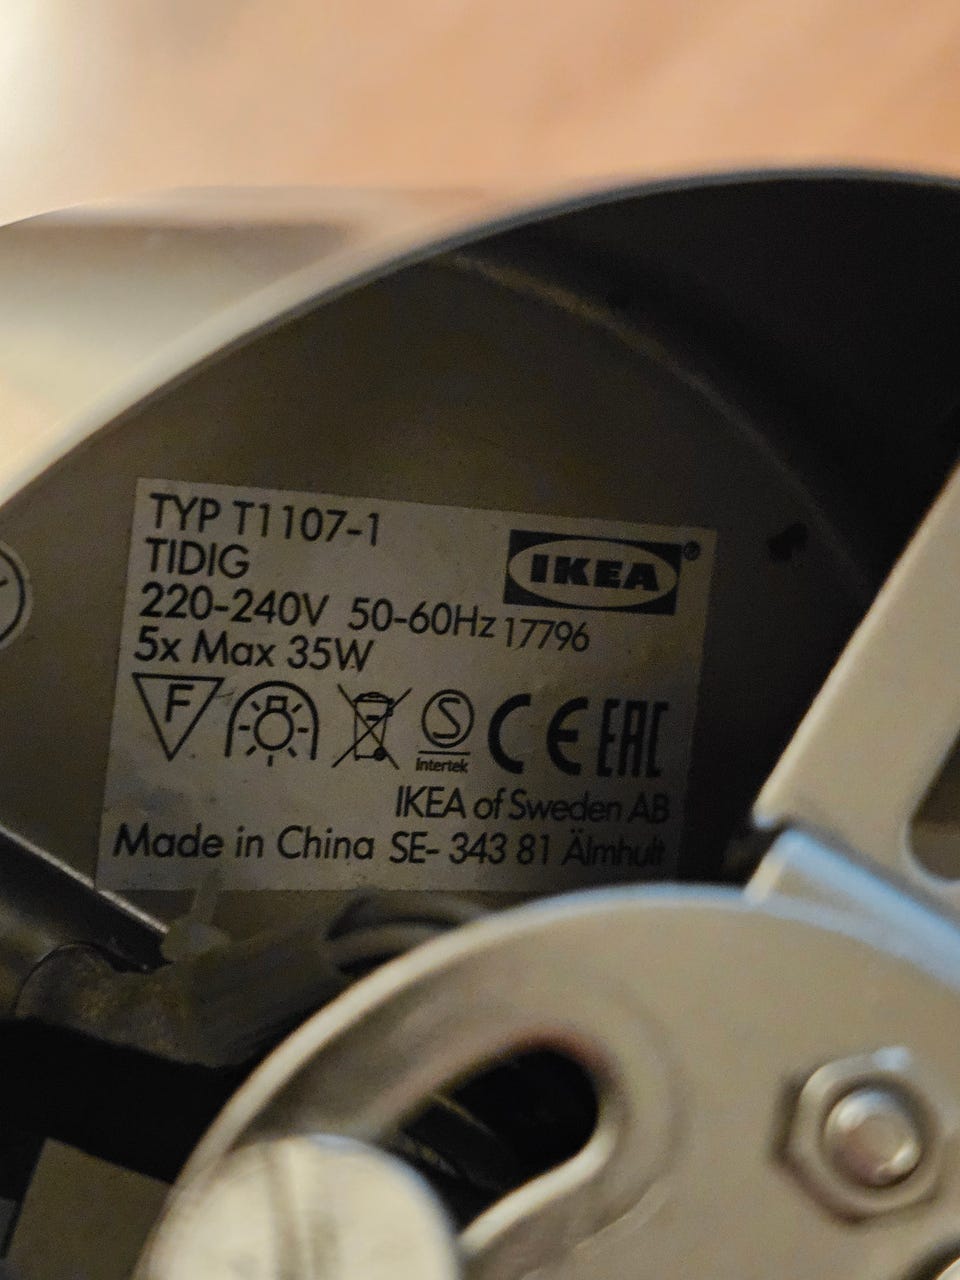 TYP T1107-1
TIDIG
IKEA®
220-240V 50-60Hz 17796
5x Max 35W
F
S
Intertek
CE EAC
IKEA of Sweden AB
Made in China SE- 343 81 Älmhult